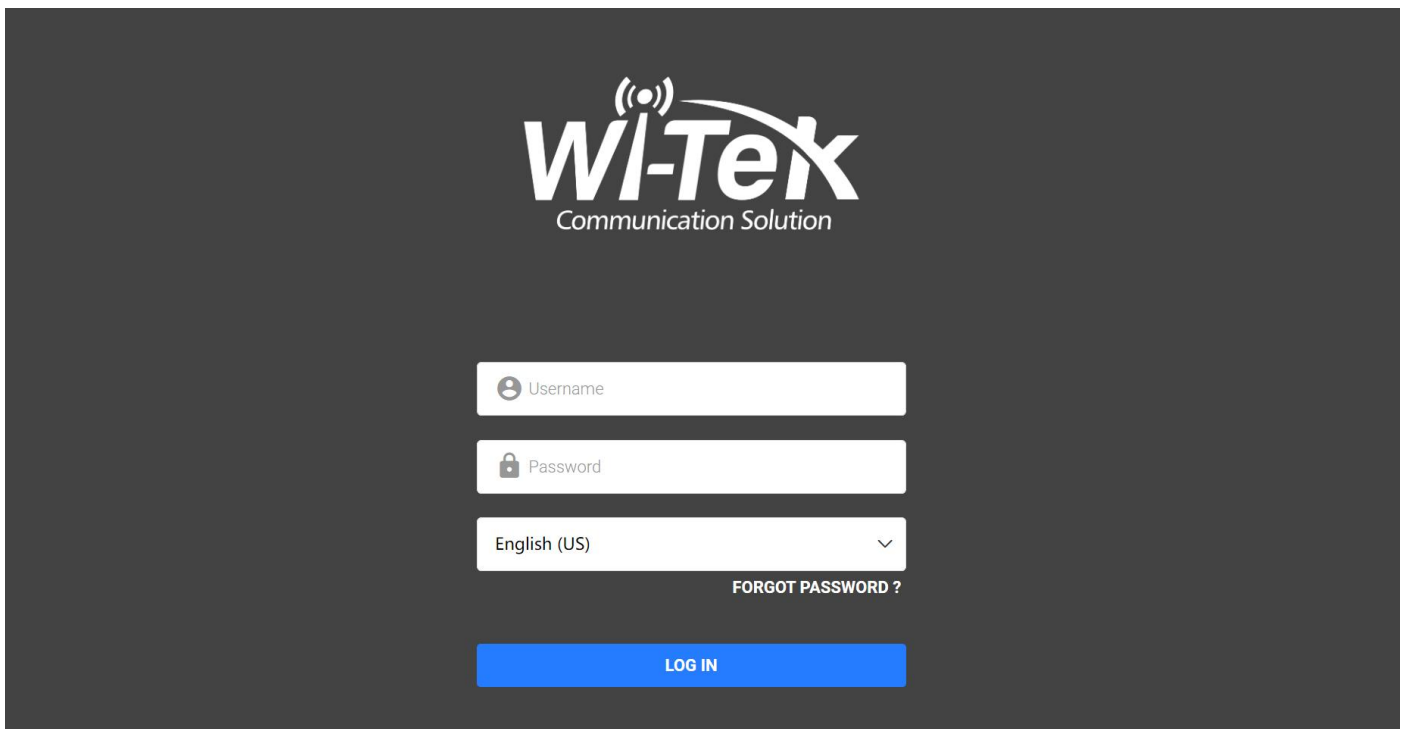 Wi-Tek
Communication Solution
Username
Password
English (US)
FORGOT PASSWORD ?
LOG IN